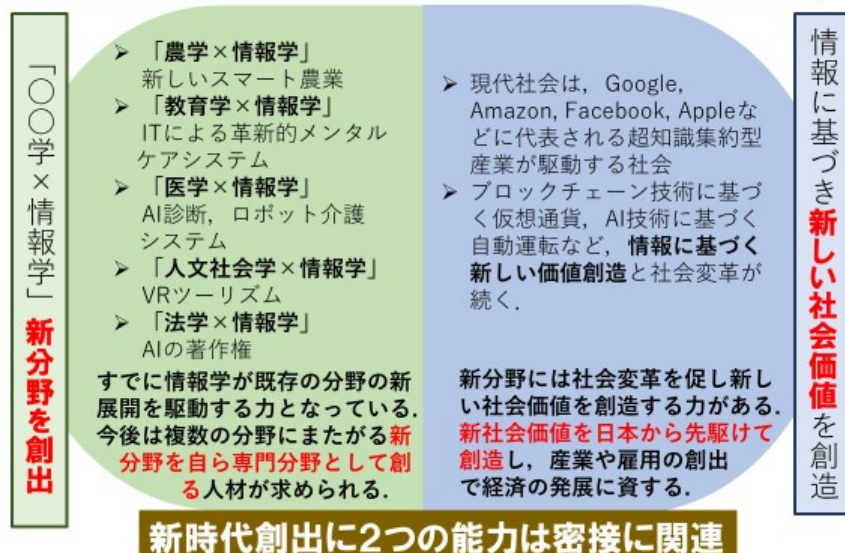 「〇〇学×情報学」新分野を創出
➢ 「農学×情報学」
新しいスマート農業
➢ 「教育学×情報学」
ITによる革新的メンタル
ケアシステム
➢ 「医学×情報学」
AI診断，ロボット介護
システム
➢ 「人文社会学×情報学」
VRツーリズム
➢ 「法学×情報学」
AIの著作権
すでに情報学が既存の分野の新
展開を駆動する力となっている.
今後は複数の分野にまたがる新
分野を自ら専門分野として創
る人材が求められる.
➢ 現代社会は，Google,
Amazon, Facebook, Appleな
どに代表される超知識集約型
産業が駆動する社会
➢ ブロックチェーン技術に基づ
く仮想通貨，AI技術に基づく
自動運転など，情報に基づく
新しい価値創造と社会変革が
続く.
新分野には社会変革を促し新し
い社会価値を創造する力がある.
新社会価値を日本から先駆けて
創造し，産業や雇用の創出
で経済の発展に資する.
情報に基づき新しい社会価値を創造
新時代創出に2つの能力は密接に関連